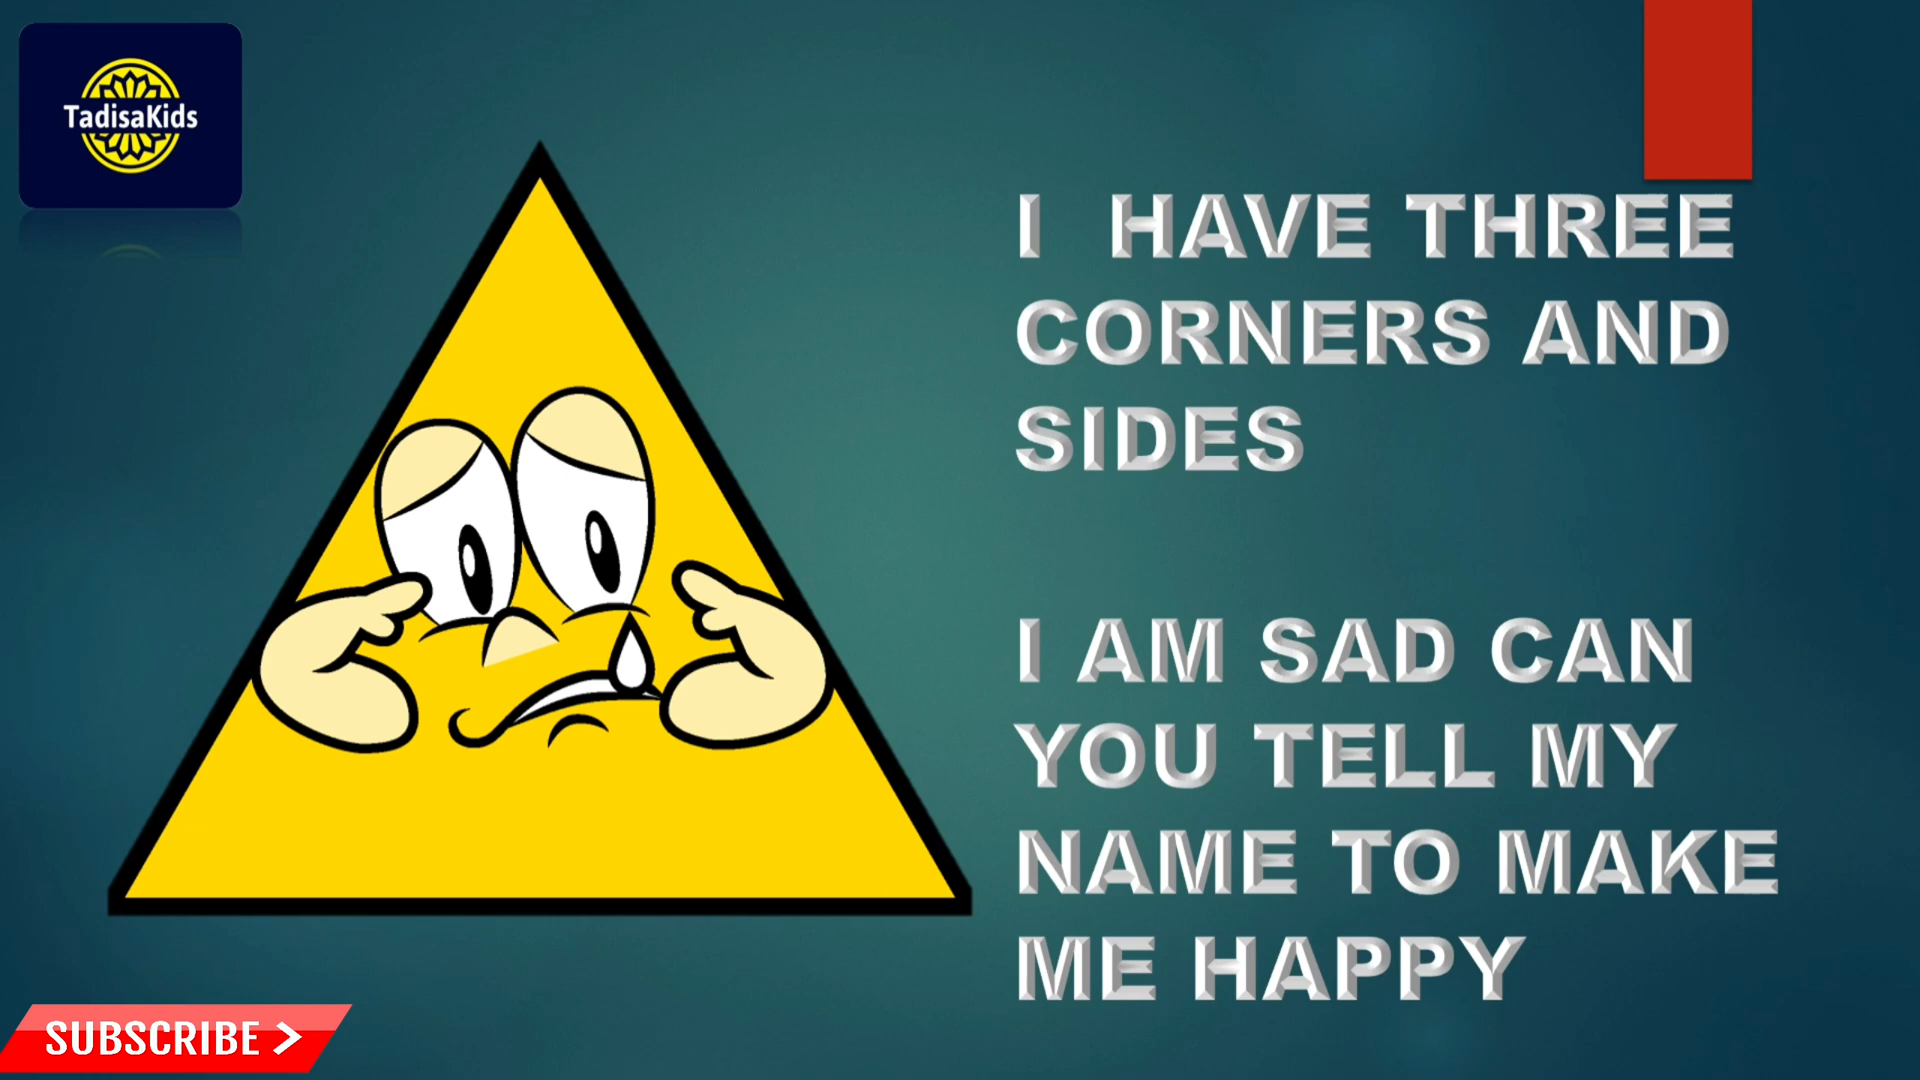 TadisaKids
I HAVE THREE
CORNERS AND
SIDES
I AM SAD CAN
YOU TELL MY
NAME TO MAKE
ME HAPPY
SUBSCRIBE >